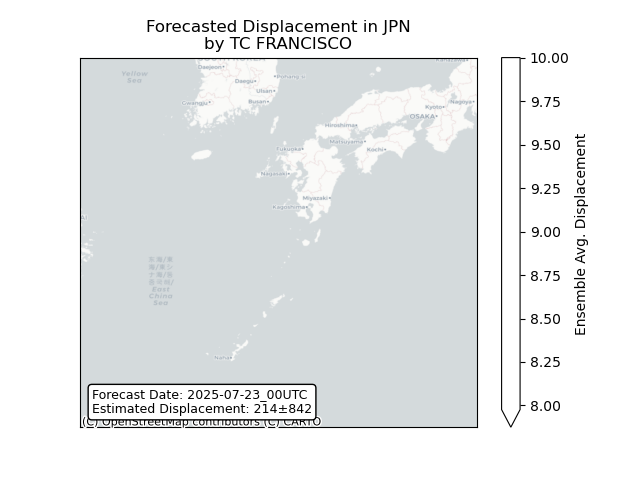 Forecasted Displacement in JPN
by TC FRANCISCO
Yellow
Sea
Daejeon
Daegu
Pohang-si
Ulsan
Gwangju
Busan
Kanazawa
Kyoto
Nagoya
OSAKA
Hiroshima
Matsuyama
Kochi
Fukuoka
Nagasaki
Miyazaki
Kagoshima
East
China
Sea
Naha
10.00
9.75
9.50
9.25
9.00
8.75
8.50
8.25
8.00
Ensemble Avg. Displacement
Forecast Date: 2025-07-23_00UTC
Estimated Displacement: 214±842
(C) OpenStreetMap contributors (C) CARTO